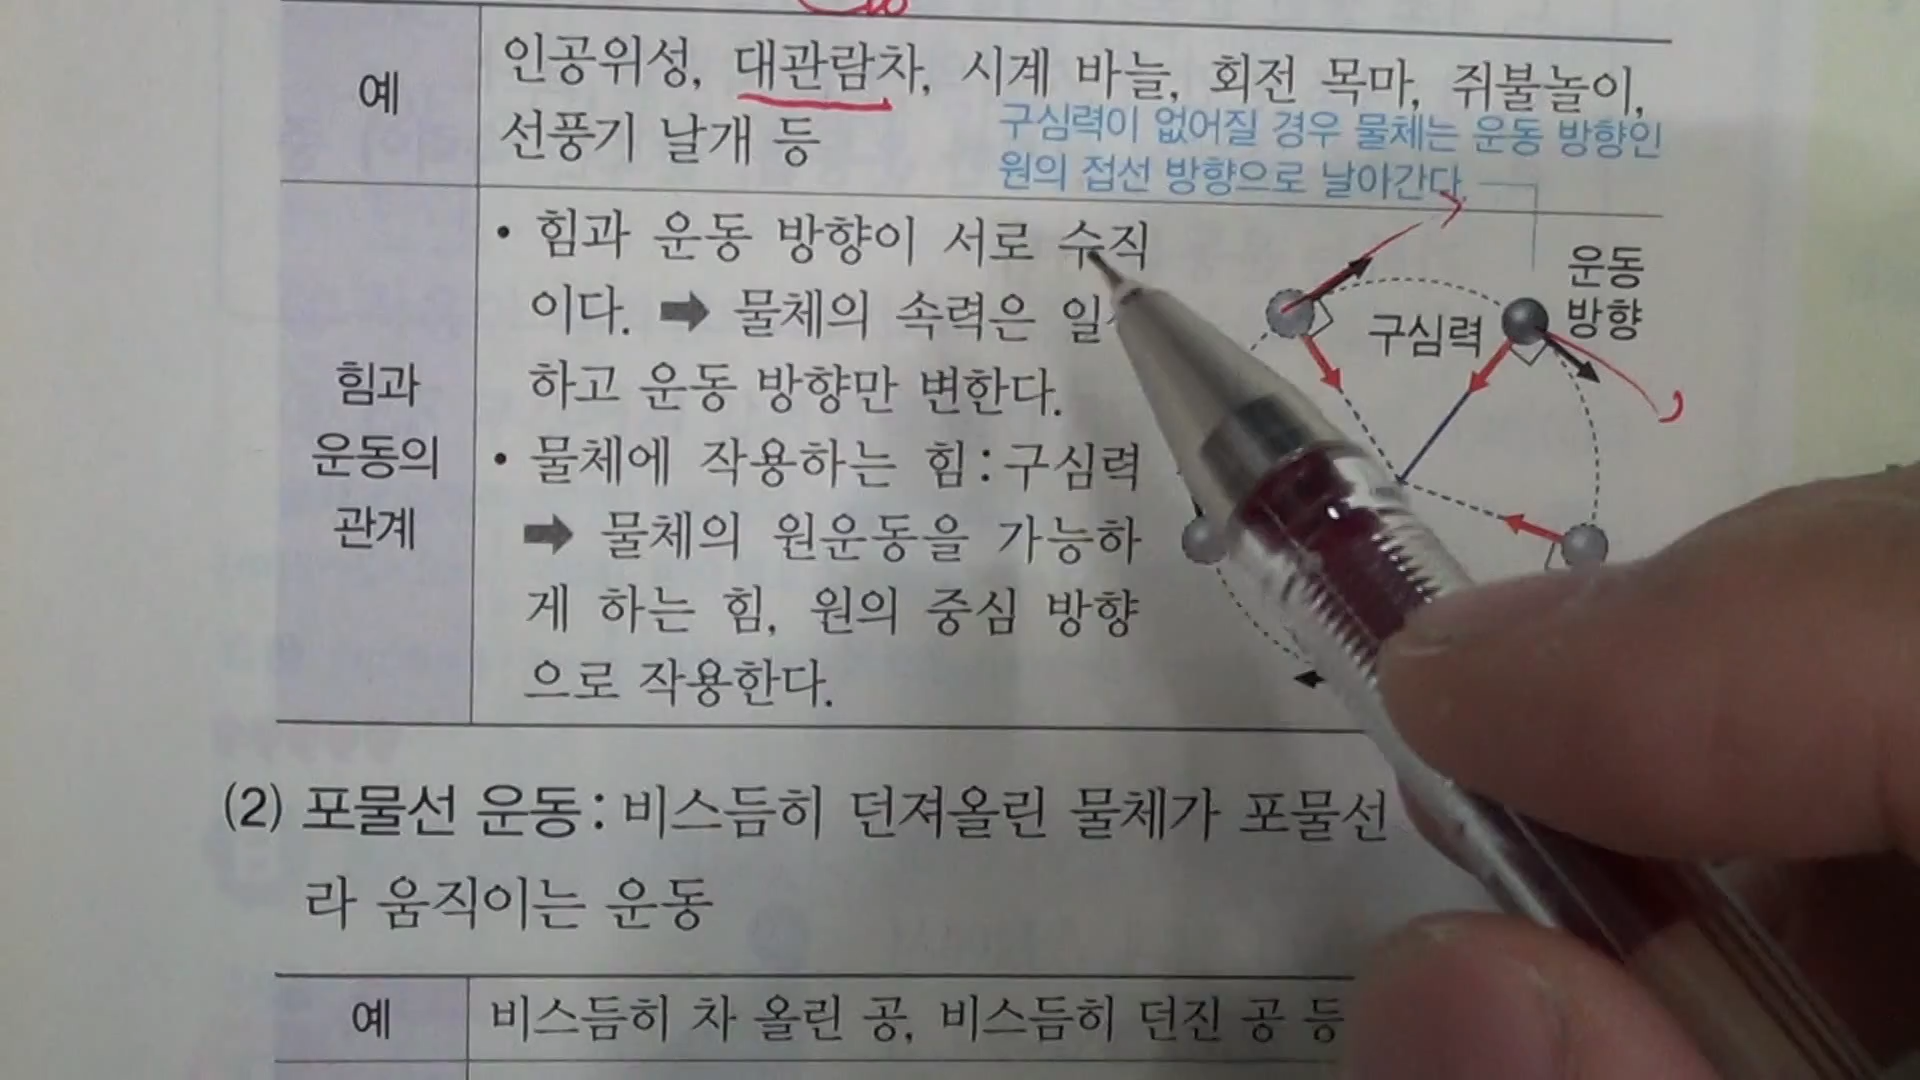 예
인공위성, 대관람차, 시계 바늘, 회전 목마, 쥐불놀이,
선풍기 날개 등
구심력이 없어질 경우 물체는 운동 방향인
원의 접선 방향으로 날아간다.
힘과
운동의
관계
• 힘과 운동 방향이 서로 수직
이다. ➡ 물체의 속력은 일
하고 운동 방향만 변한다.
• 물체에 작용하는 힘 : 구심력
➡ 물체의 원운동을 가능하
게 하는 힘, 원의 중심 방향
으로 작용한다.
운동
방향
구심력
(2) 포물선 운동 : 비스듬히 던져올린 물체가 포물선
라 움직이는 운동
예
비스듬히 차 올린 공, 비스듬히 던진 공 등